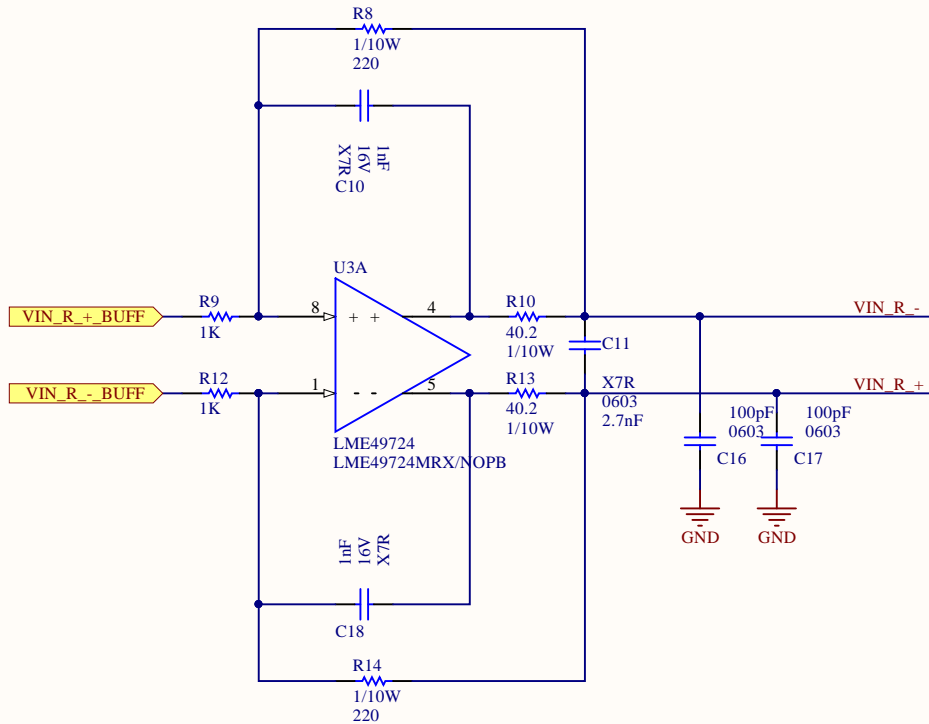 R8
1/10W
220
1nF
16V
X7R
C10
U3A
VIN_R_+_BUFF
R9
1K
8
+ +
4
R10
40.2
1/10W
VIN_R_-
C11
VIN_R_-_BUFF
R12
1K
1
- -
5
R13
40.2
1/10W
X7R
0603
2.7nF
VIN_R_+
LME49724
LME49724MRX/NOPB
100pF
0603
C16
100pF
0603
C17
GND
GND
1nF
16V
X7R
C18
R14
1/10W
220